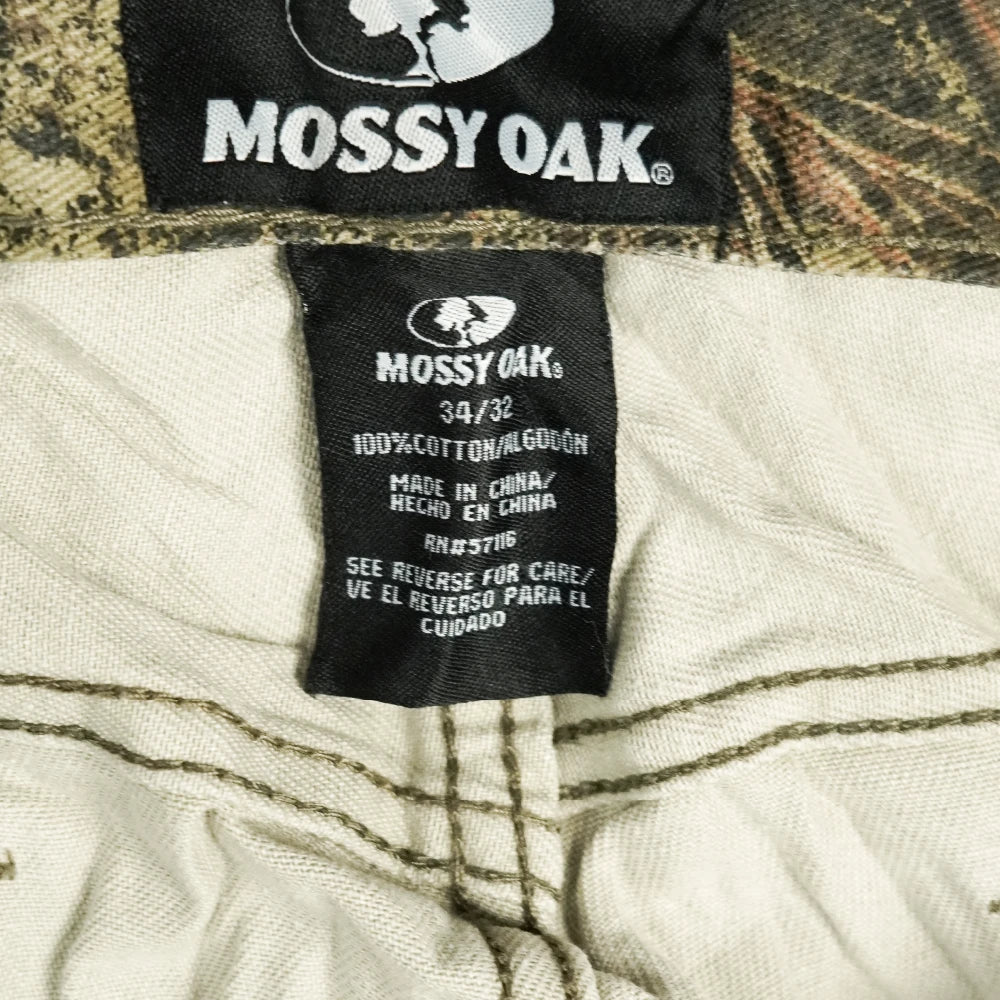 MOSSY OAK®
MOSSY OAK®
34/32
100%COTTON/ALGODÓN
MADE IN CHINA/
HECHO EN CHINA
RN#57116
SEE REVERSE FOR CARE/
VE EL REVERSO PARA EL
CUIDADO